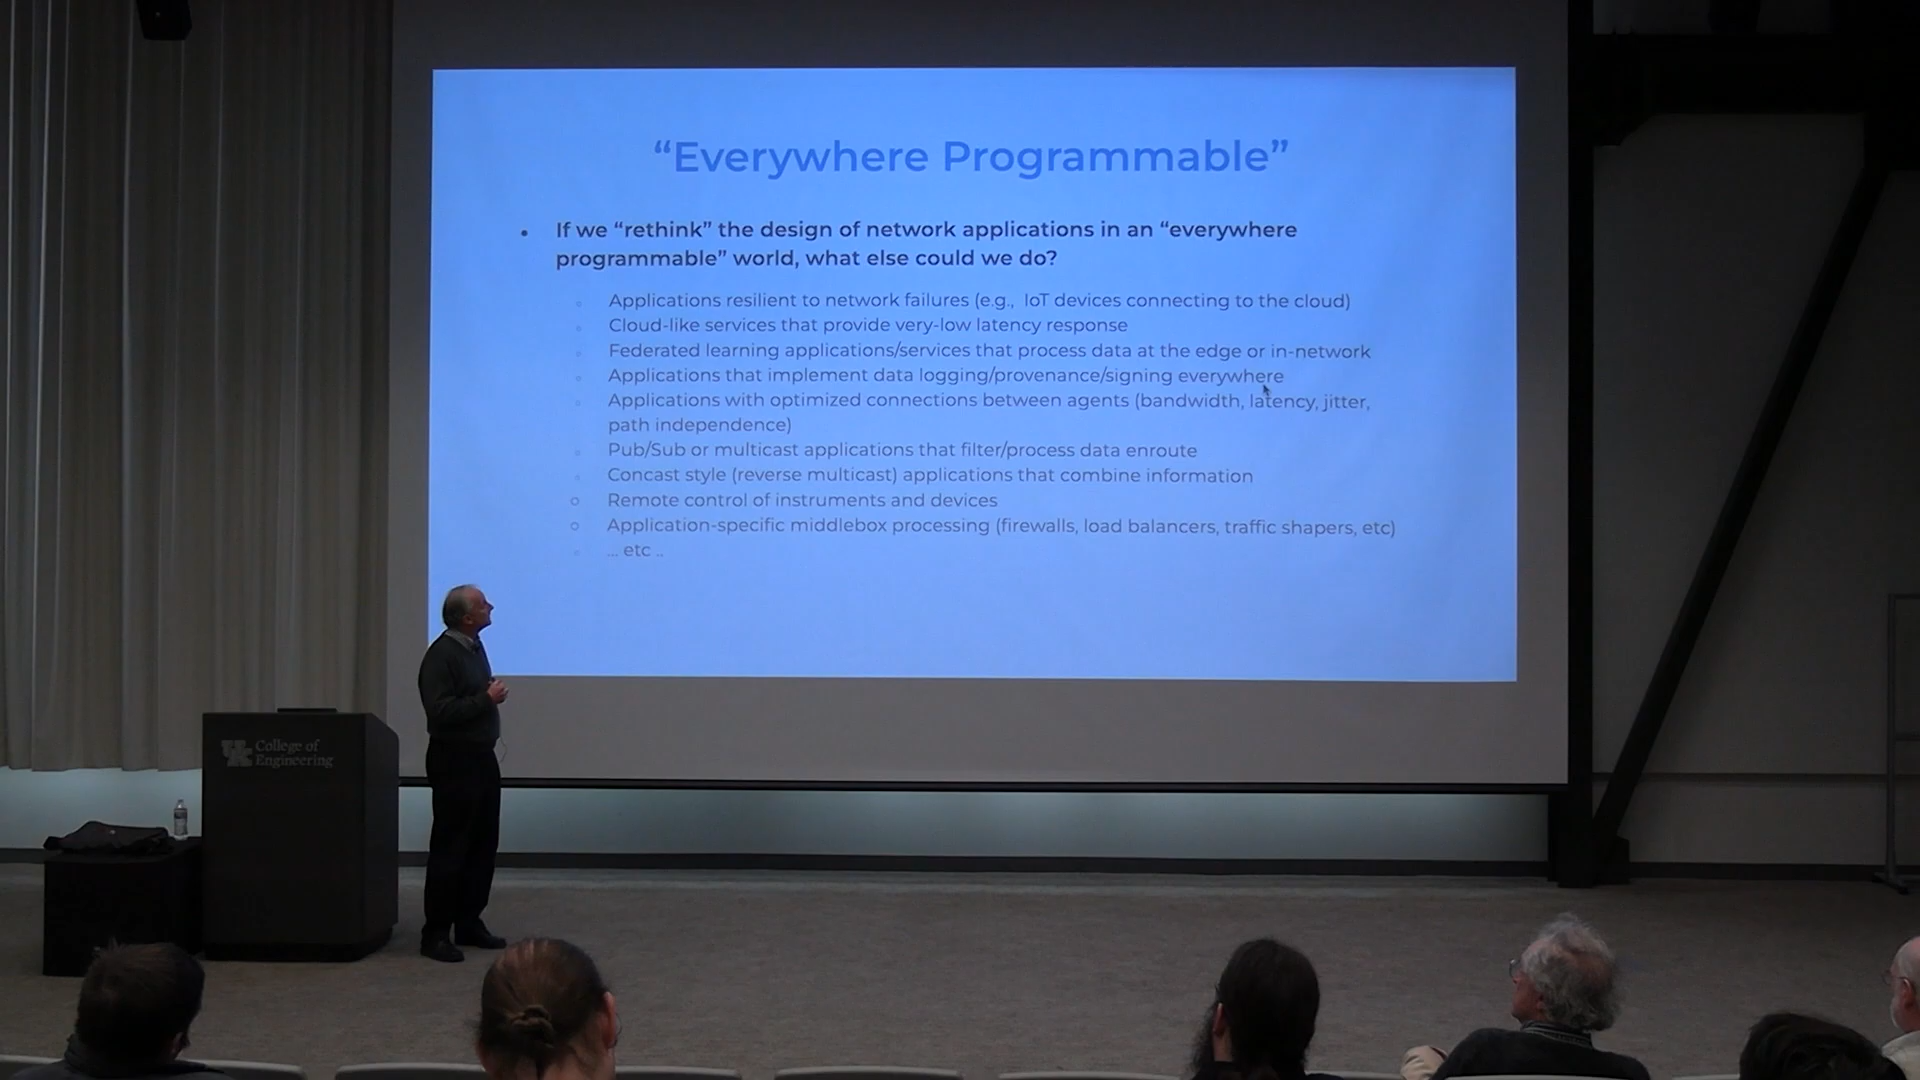 “Everywhere Programmable”
If we “rethink” the design of network applications in an “everywhere
programmable” world, what else could we do?
Applications resilient to network failures (e.g., IoT devices connecting to the cloud)
Cloud-like services that provide very-low latency response
Federated learning applications/services that process data at the edge or in-network
Applications that implement data logging/provenance/signing everywhere
Applications with optimized connections between agents (bandwidth, latency, jitter,
path independence)
Pub/Sub or multicast applications that filter/process data enroute
Concast style (reverse multicast) applications that combine information
Remote control of instruments and devices
Application-specific middlebox processing (firewalls, load balancers, traffic shapers, etc)
... etc ..
UK College of
Engineering